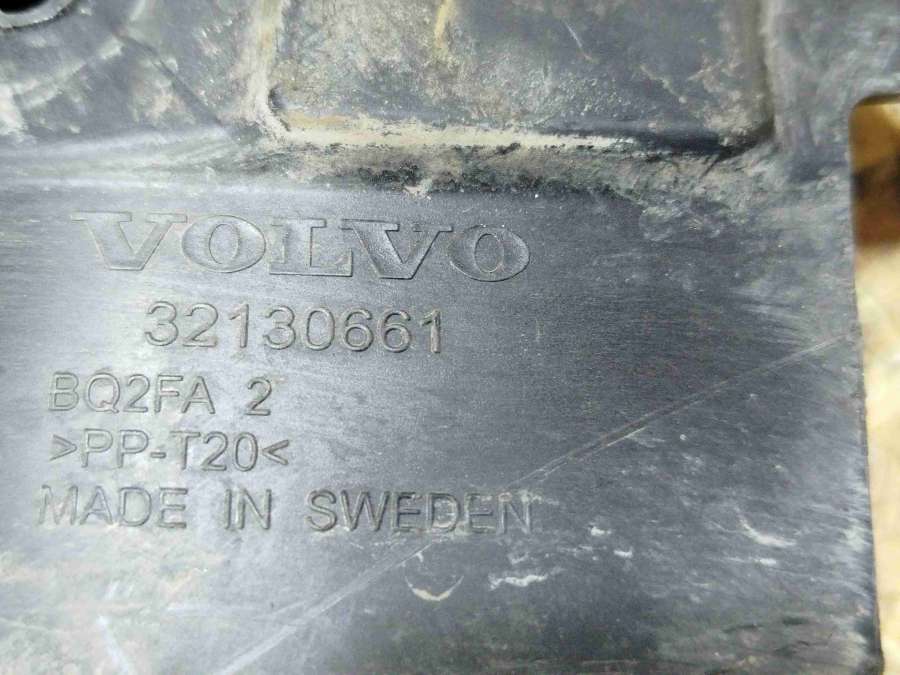 VOLVO
32130661
BQ2FA 2
>PP-T20<
MADE IN SWEDEN